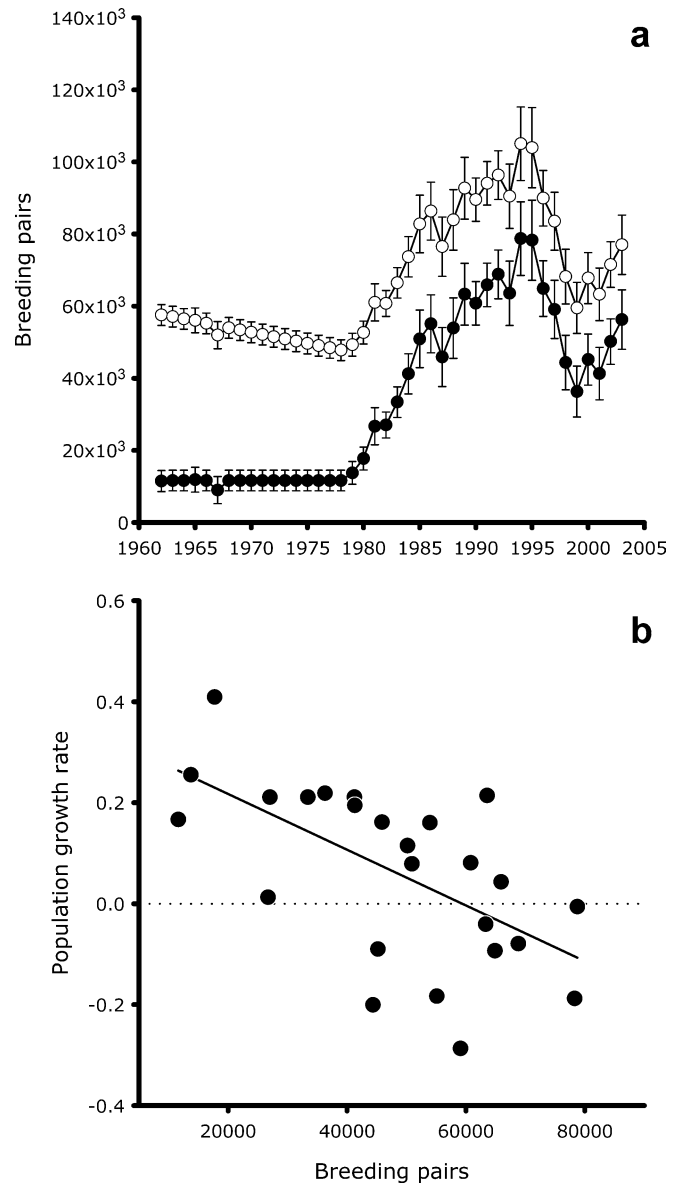 a
140x10³
120x10³
100x10³
80x10³
60x10³
40x10³
20x10³
0
Breeding pairs
1960 1965 1970 1975 1980 1985 1990 1995 2000 2005
b
0.6
0.4
0.2
0.0
-0.2
-0.4
Population growth rate
20000 40000 60000 80000
Breeding pairs